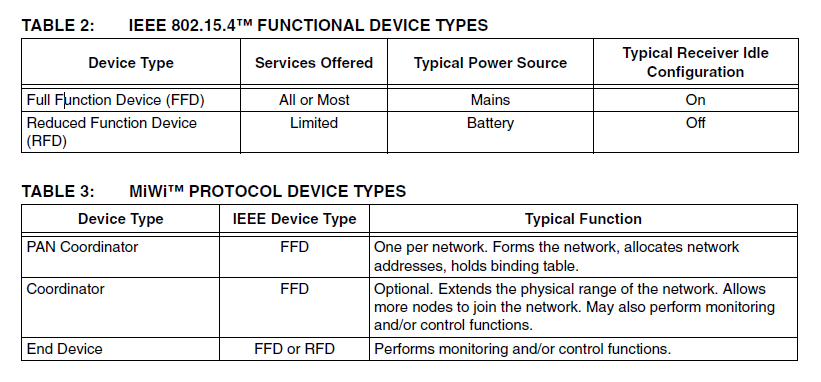 TABLE 2: IEEE 802.15.4™ FUNCTIONAL DEVICE TYPES
Device Type Services Offered Typical Power Source Typical Receiver Idle
Configuration
Full Function Device (FFD) All or Most Mains On
Reduced Function Device Limited Battery Off
(RFD)
TABLE 3: MiWi™ PROTOCOL DEVICE TYPES
Device Type IEEE Device Type Typical Function
PAN Coordinator FFD One per network. Forms the network, allocates network
addresses, holds binding table.
Coordinator FFD Optional. Extends the physical range of the network. Allows
more nodes to join the network. May also perform monitoring
and/or control functions.
End Device FFD or RFD Performs monitoring and/or control functions.